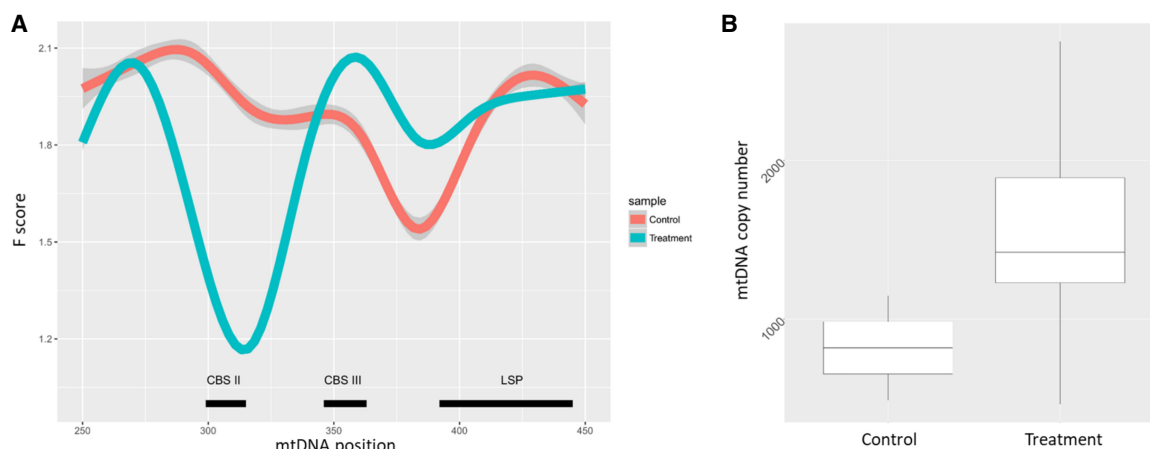 A
F score
2.1
1.8
1.5
1.2
CBS II
CBS III
LSP
250
300
350
400
450
mtDNA position
sample
Control
Treatment
B
mtDNA copy number
2000
1000
Control
Treatment